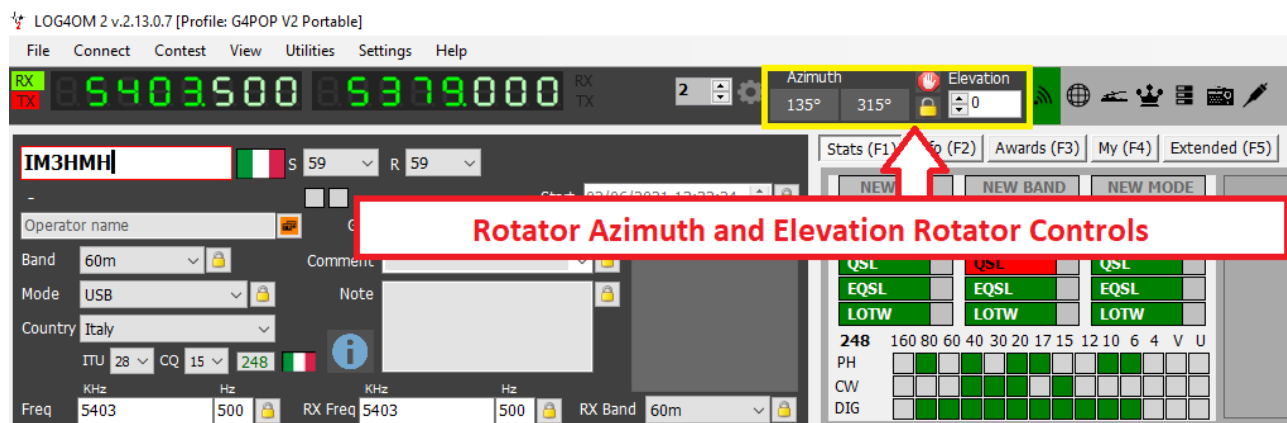 LOG4OM 2 v.2.13.0.7 [Profile: G4POP V2 Portable]
File Connect Contest View Utilities Settings Help
RX 5403.500 5379.000 RX 2 Azimuth Elevation
TX TX 135° 315° 0
IM3HMH S 59 R 59
Stats (F1) (F2) Awards (F3) My (F4) Extended (F5)
NEW NEW BAND NEW MODE
-
Operator name
Rotator Azimuth and Elevation Rotator Controls
Band 60m Comment
QSL QSL QSL
Mode USB Note
EQSL EQSL EQSL
LOTW LOTW LOTW
Country Italy
ITU 28 CQ 15 248
248 160 80 60 40 30 20 17 15 12 10 6 4 V U
PH
CW
DIG
KHz Hz KHz Hz
Freq 5403 500 RX Freq 5403 500 RX Band 60m